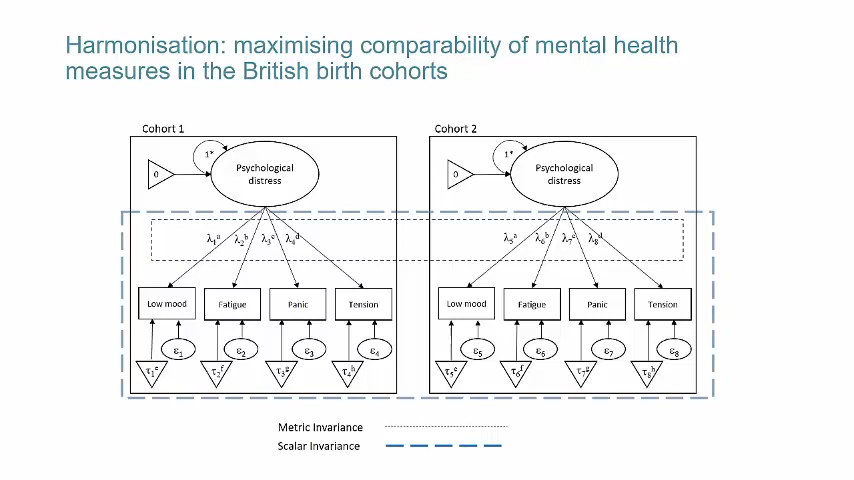 Harmonisation: maximising comparability of mental health
measures in the British birth cohorts
Cohort 1
Cohort 2
1*
Psychological
distress
0
1*
Psychological
distress
0
λ₁ᵃ λ₂ᵇ λ₃ᶜ λ₄ᵈ
λ₅ᵃ λ₆ᵇ λ₇ᶜ λ₈ᵈ
Low mood Fatigue Panic Tension
Low mood Fatigue Panic Tension
ε₁ ε₂ ε₃ ε₄
ε₅ ε₆ ε₇ ε₈
τ₁ᵉ τ₂ᶠ τ₃ᵍ τ₄ʰ
τ₅ᵉ τ₆ᶠ τ₇ᵍ τ₈ʰ
Metric Invariance
Scalar Invariance